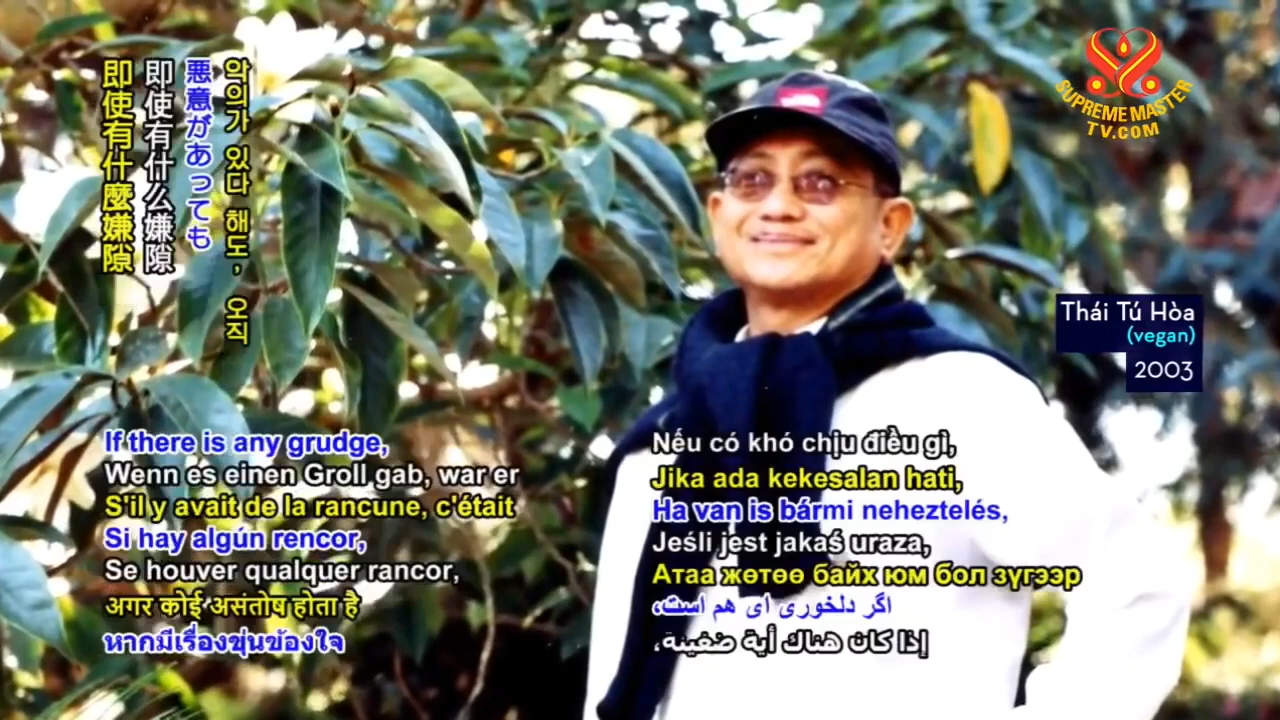 即使有什麼嫌隙
即使有什么嫌隙
悪意があっても
악의가 있다 해도, 오직
SUPREME MASTER
TV.COM
Thái Tú Hòa
(vegan)
2003
If there is any grudge,
Wenn es einen Groll gab, war er
S'il y avait de la rancune, c'était
Si hay algún rencor,
Se houver qualquer rancor,
अगर कोई असंतोष होता है
หากมีเรื่องขุ่นข้องใจ
Nếu có khó chịu điều gì,
Jika ada kekesalan hati,
Ha van is bármi neheztelés,
Jeśli jest jakaś uraza,
Атаа жөтөө байх юм бол зүгээр
اگر دلخوری ای هم است،
إذا كان هناك أية ضغينة،